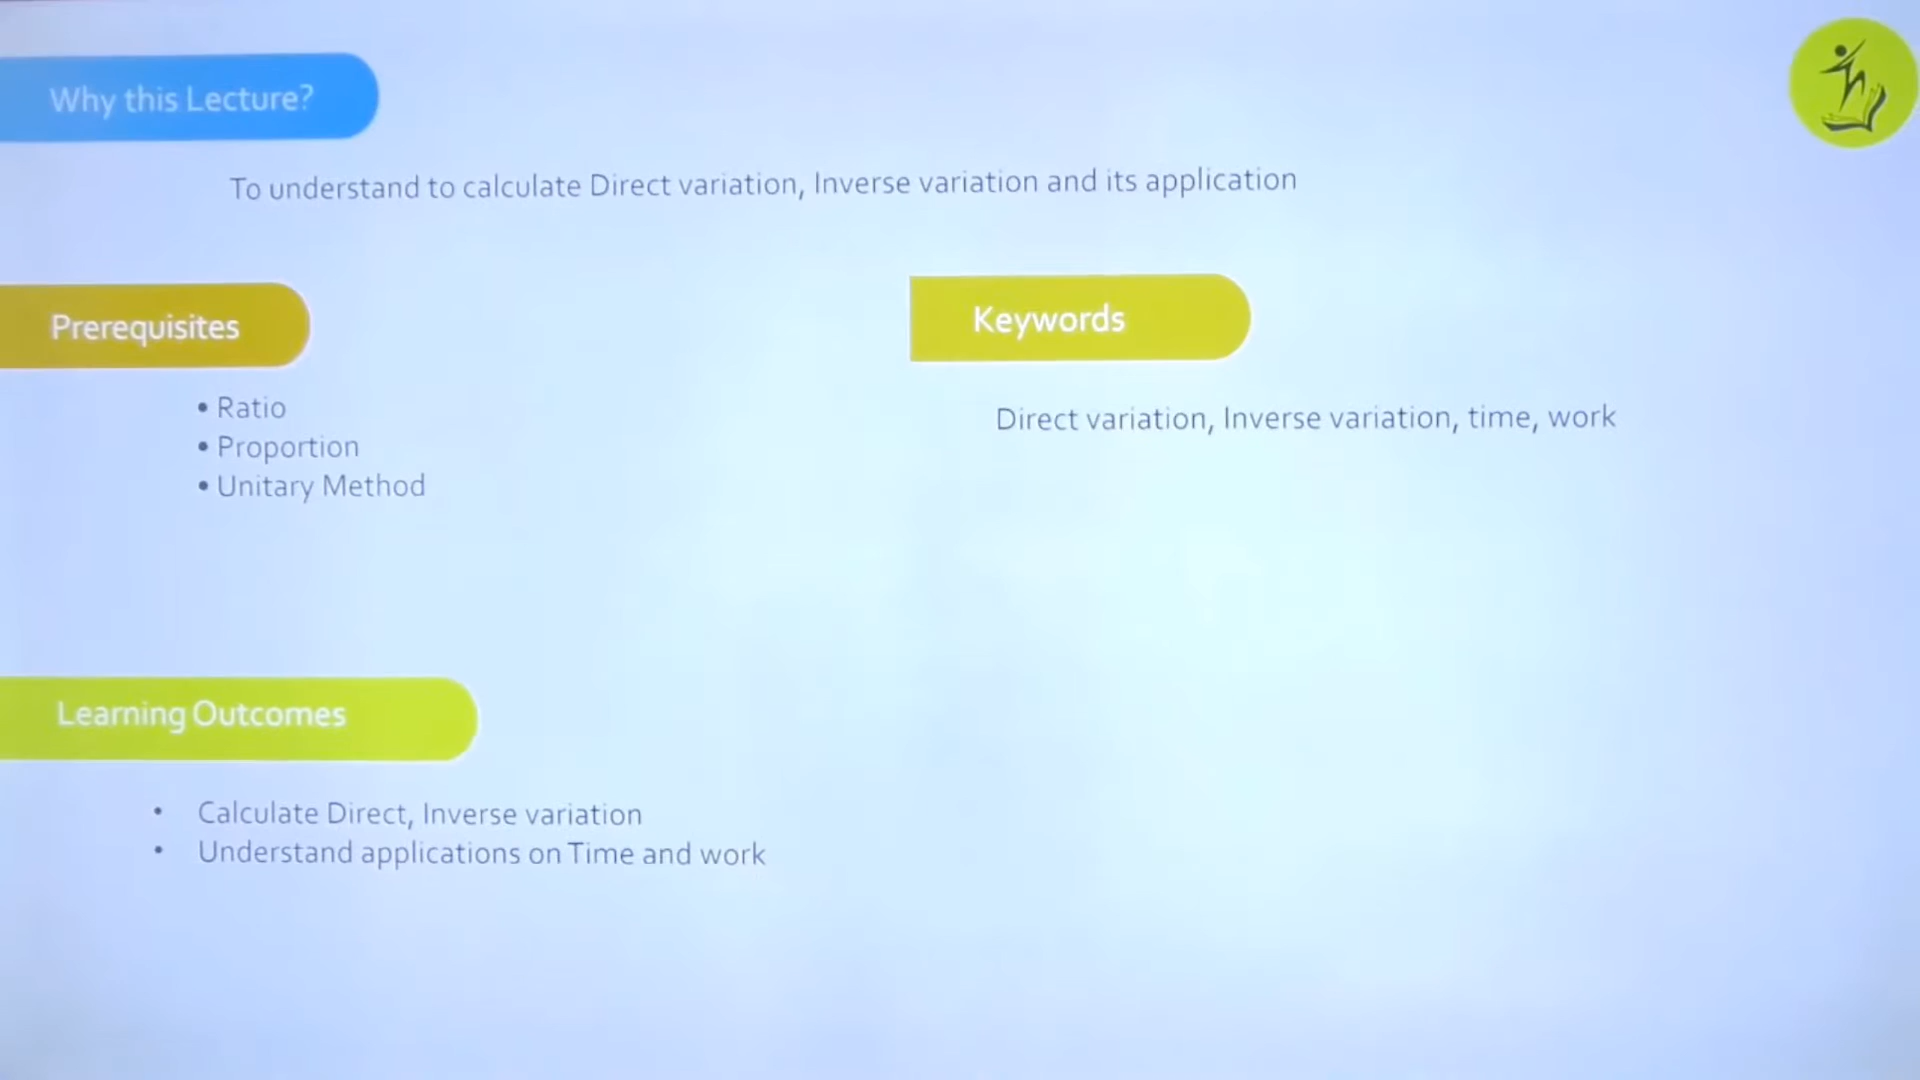 Why this Lecture?
To understand to calculate Direct variation, Inverse variation and its application
Prerequisites
• Ratio
• Proportion
• Unitary Method
Keywords
Direct variation, Inverse variation, time, work
Learning Outcomes
• Calculate Direct, Inverse variation
• Understand applications on Time and work